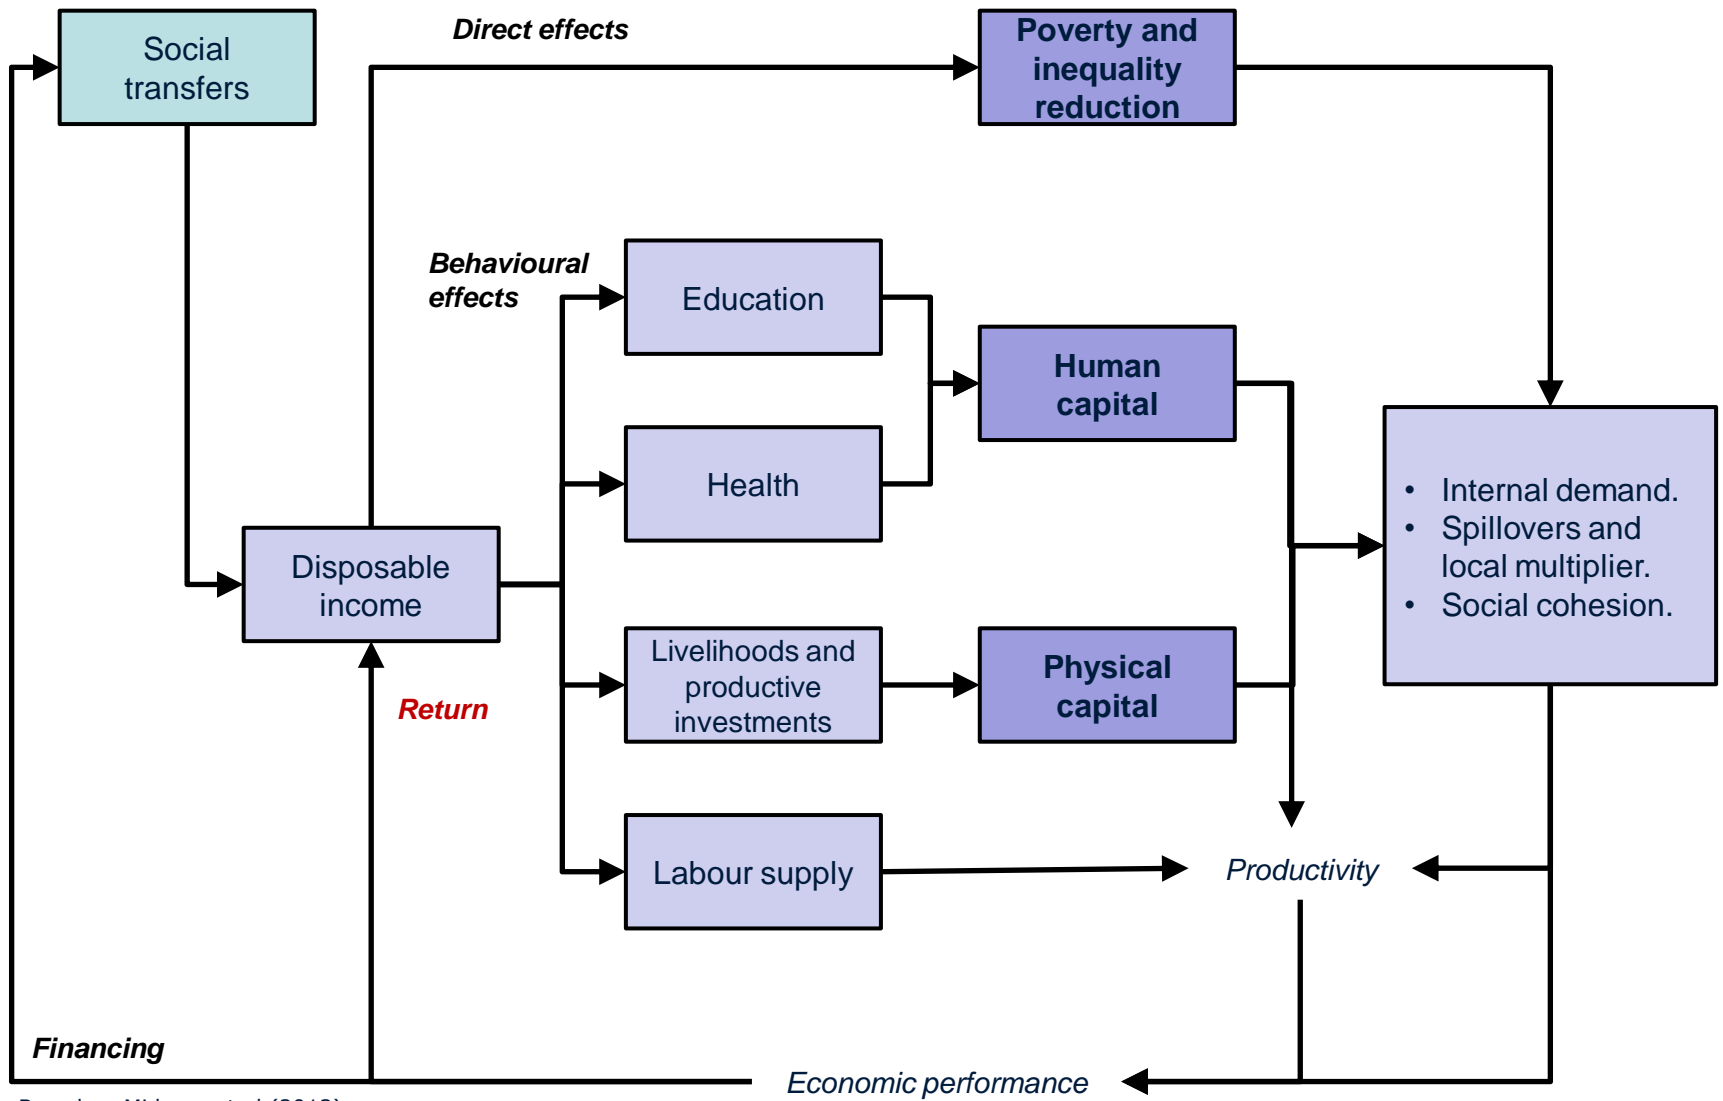 Social
transfers
Direct effects
Poverty and
inequality
reduction
Behavioural
effects
Education
Human
capital
Health
• Internal demand.
• Spillovers and
local multiplier.
• Social cohesion.
Disposable
income
Livelihoods and
productive
investments
Physical
capital
Return
Labour supply
Productivity
Financing
Economic performance